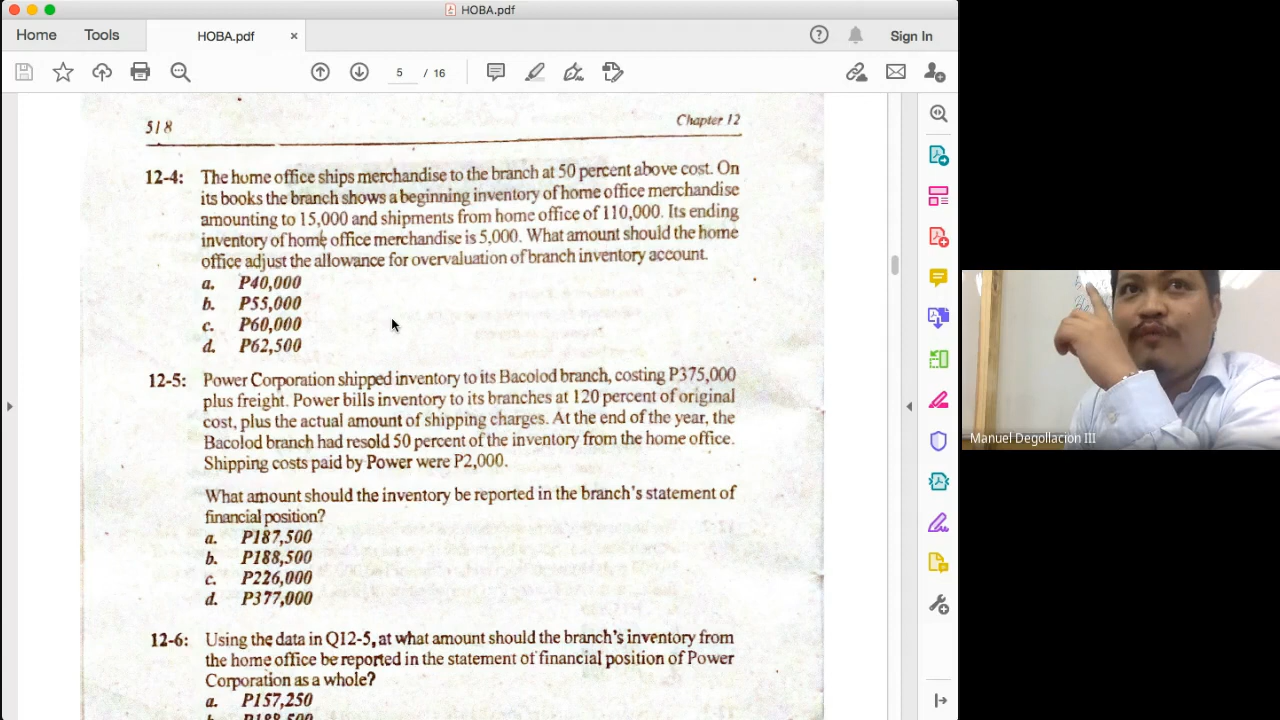 HOBA.pdf
Home
Tools
HOBA.pdf
×
Sign In
5 / 16
518
Chapter 12
12-4: The home office ships merchandise to the branch at 50 percent above cost. On
its books the branch shows a beginning inventory of home office merchandise
amounting to 15,000 and shipments from home office of 110,000. Its ending
inventory of home office merchandise is 5,000. What amount should the home
office adjust the allowance for overvaluation of branch inventory account.
a. P40,000
b. P55,000
c. P60,000
d. P62,500
12-5: Power Corporation shipped inventory to its Bacolod branch, costing P375,000
plus freight. Power bills inventory to its branches at 120 percent of original
cost, plus the actual amount of shipping charges. At the end of the year, the
Bacolod branch had resold 50 percent of the inventory from the home office.
Shipping costs paid by Power were P2,000.
What amount should the inventory be reported in the branch's statement of
financial position?
a. P187,500
b. P188,500
c. P226,000
d. P377,000
12-6: Using the data in Q12-5, at what amount should the branch's inventory from
the home office be reported in the statement of financial position of Power
Corporation as a whole?
a. P157,250
b. P188,500
Manuel Degollacion III